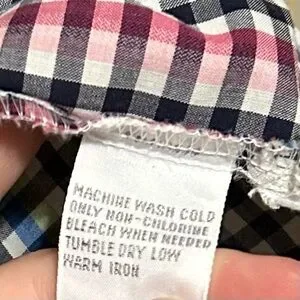 MACHINE WASH COLD
ONLY NON-CHLORINE
BLEACH WHEN NEEDED
TUMBLE DRY LOW
WARM IRON